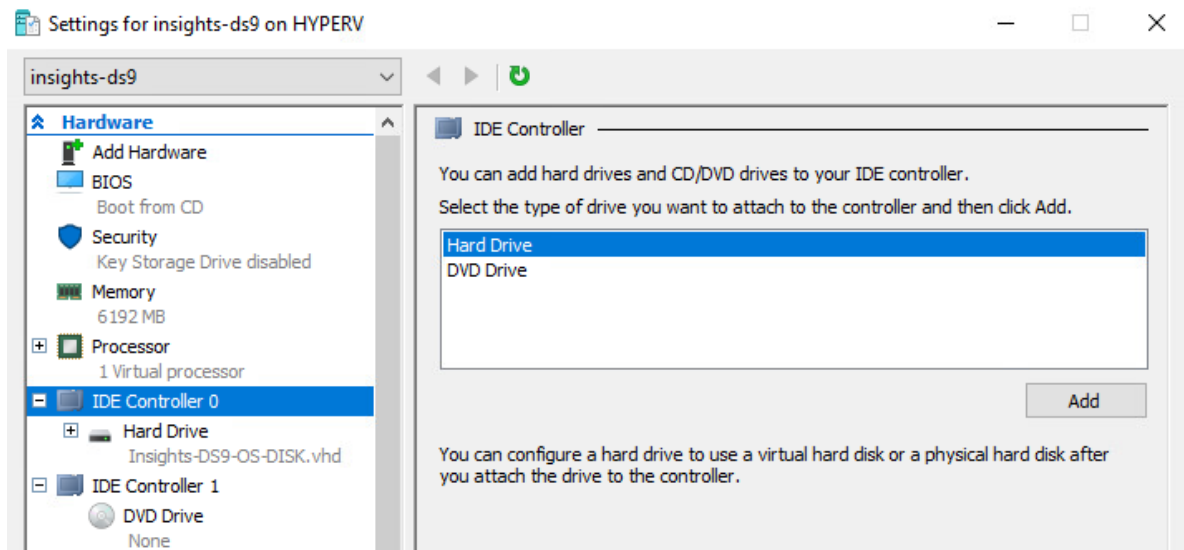 Settings for insights-ds9 on HYPERV
insights-ds9
Hardware
Add Hardware
BIOS
Boot from CD
Security
Key Storage Drive disabled
Memory
6192 MB
Processor
1 Virtual processor
IDE Controller 0
Hard Drive
Insights-DS9-OS-DISK.vhd
IDE Controller 1
DVD Drive
None
IDE Controller
You can add hard drives and CD/DVD drives to your IDE controller.
Select the type of drive you want to attach to the controller and then click Add.
Hard Drive
DVD Drive
Add
You can configure a hard drive to use a virtual hard disk or a physical hard disk after
you attach the drive to the controller.